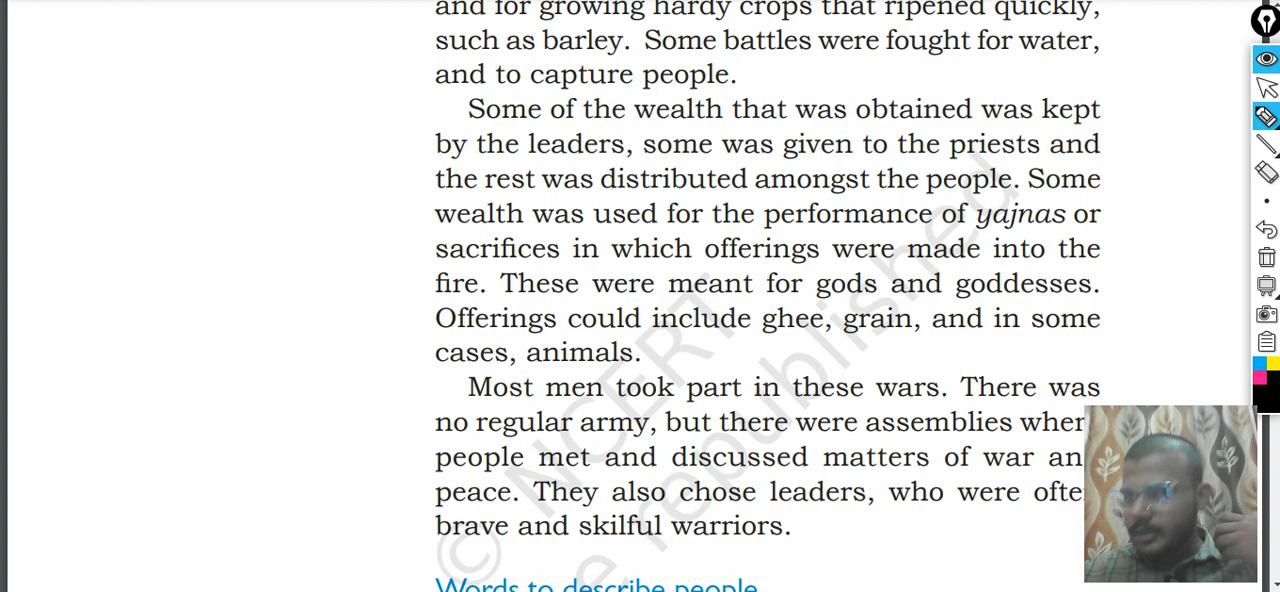 and for growing hardy crops that ripened quickly,
such as barley. Some battles were fought for water,
and to capture people.
Some of the wealth that was obtained was kept
by the leaders, some was given to the priests and
the rest was distributed amongst the people. Some
wealth was used for the performance of yajnas or
sacrifices in which offerings were made into the
fire. These were meant for gods and goddesses.
Offerings could include ghee, grain, and in some
cases, animals.
Most men took part in these wars. There was
no regular army, but there were assemblies wher
people met and discussed matters of war an
peace. They also chose leaders, who were ofte
brave and skilful warriors.
Words to describe people
© NCERT
e republished